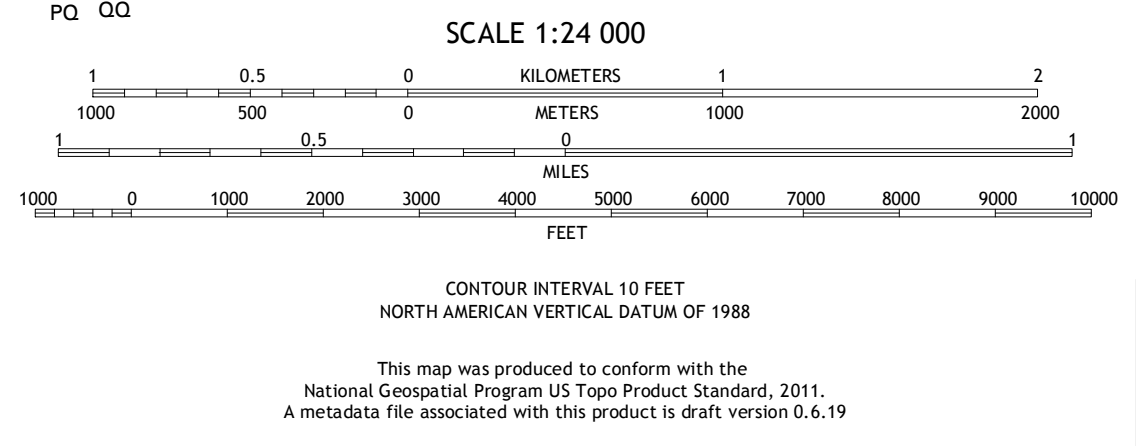 PQ QQ
SCALE 1:24 000
1 0.5 0 KILOMETERS 1 2
1000 500 0 METERS 1000 2000
1 0.5 0 1
MILES
1000 0 1000 2000 3000 4000 5000 6000 7000 8000 9000 10000
FEET
CONTOUR INTERVAL 10 FEET
NORTH AMERICAN VERTICAL DATUM OF 1988
This map was produced to conform with the
National Geospatial Program US Topo Product Standard, 2011.
A metadata file associated with this product is draft version 0.6.19